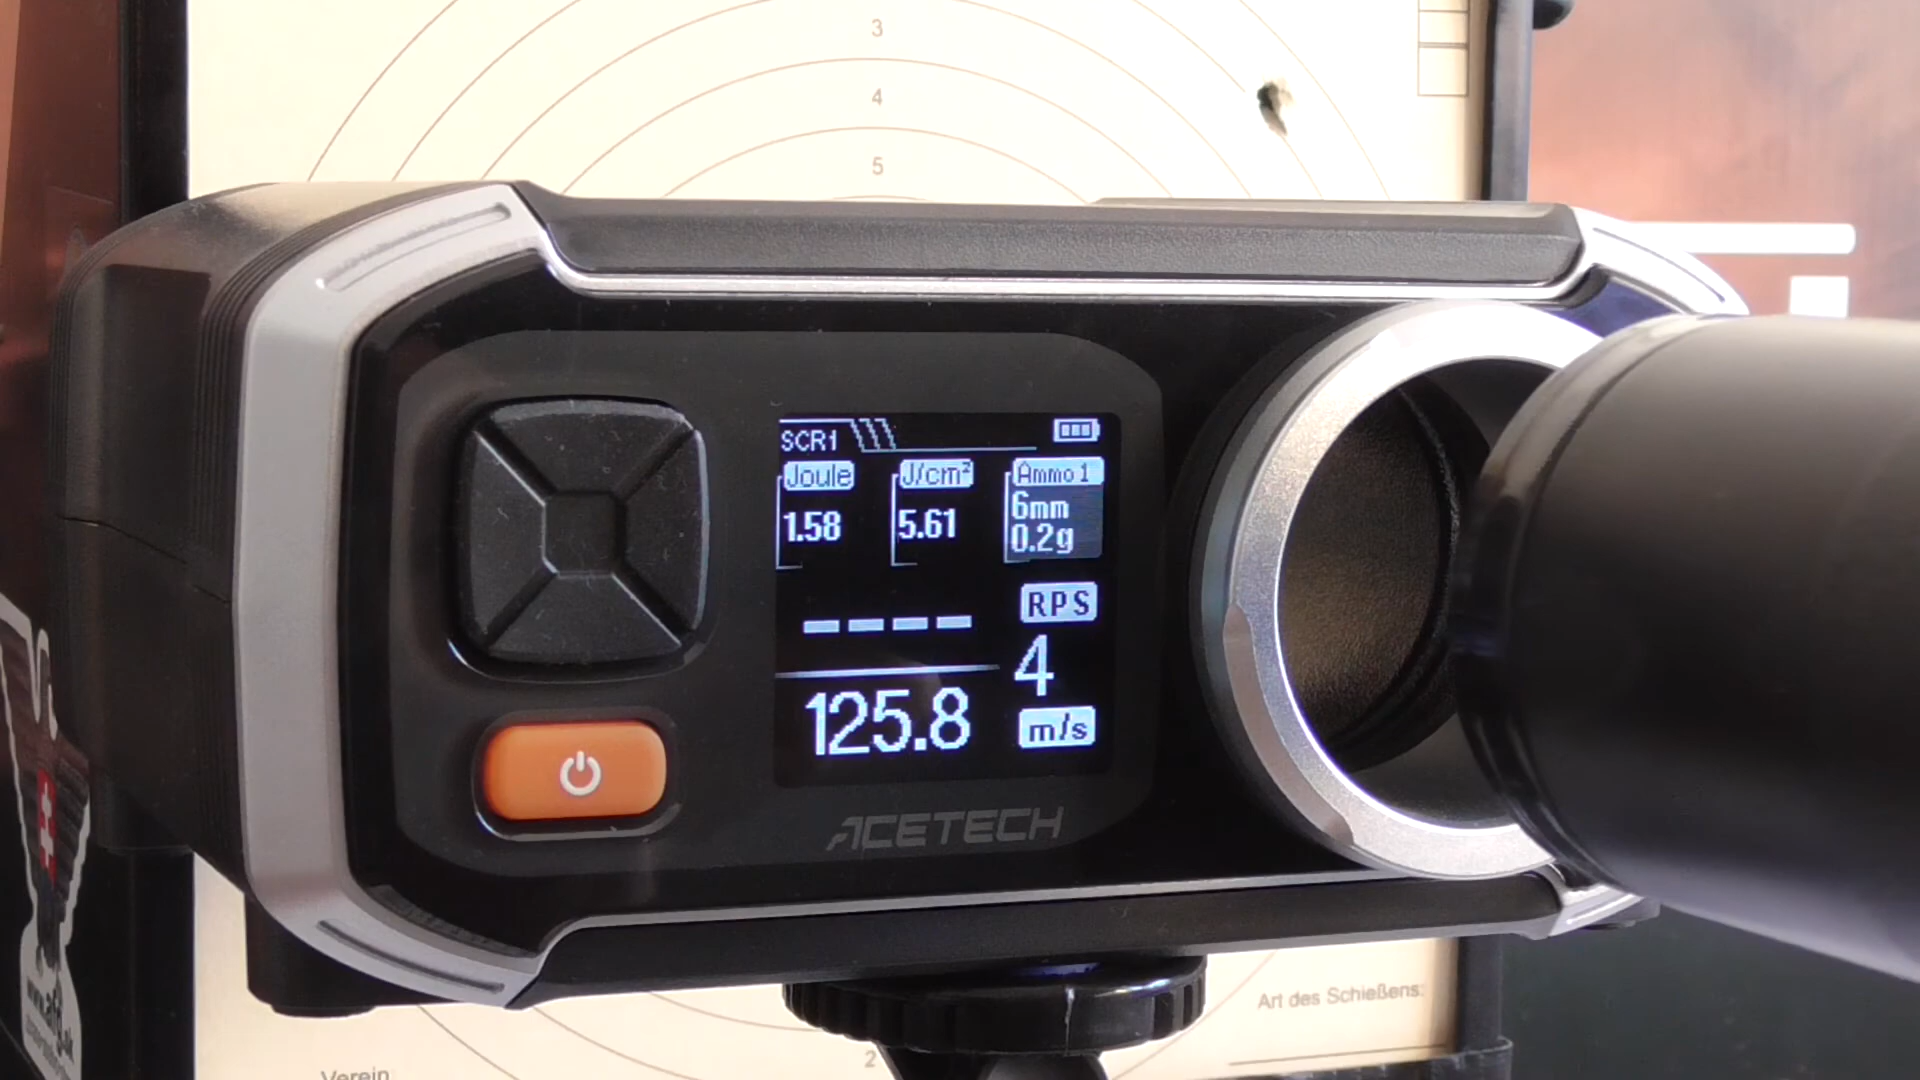 3
4
5
SCR1
Joule
1.58
J/cm²
5.61
Ammo 1
6mm
0.2g
RPS
4
125.8
m/s
ACETECH
Art des Schießens:
Verein
2